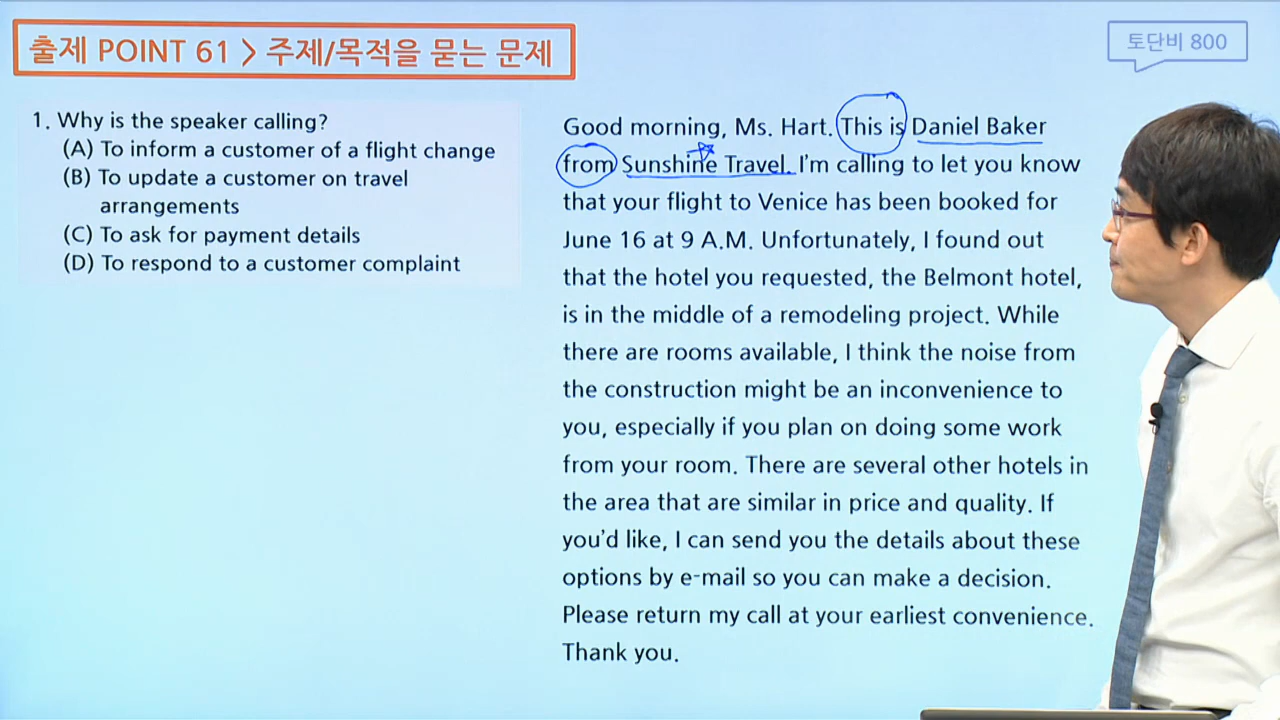 출제 POINT 61 > 주제/목적을 묻는 문제
토단비 800
1. Why is the speaker calling?
(A) To inform a customer of a flight change
(B) To update a customer on travel
arrangements
(C) To ask for payment details
(D) To respond to a customer complaint
Good morning, Ms. Hart. This is Daniel Baker
from Sunshine Travel. I'm calling to let you know
that your flight to Venice has been booked for
June 16 at 9 A.M. Unfortunately, I found out
that the hotel you requested, the Belmont hotel,
is in the middle of a remodeling project. While
there are rooms available, I think the noise from
the construction might be an inconvenience to
you, especially if you plan on doing some work
from your room. There are several other hotels in
the area that are similar in price and quality. If
you'd like, I can send you the details about these
options by e-mail so you can make a decision.
Please return my call at your earliest convenience.
Thank you.